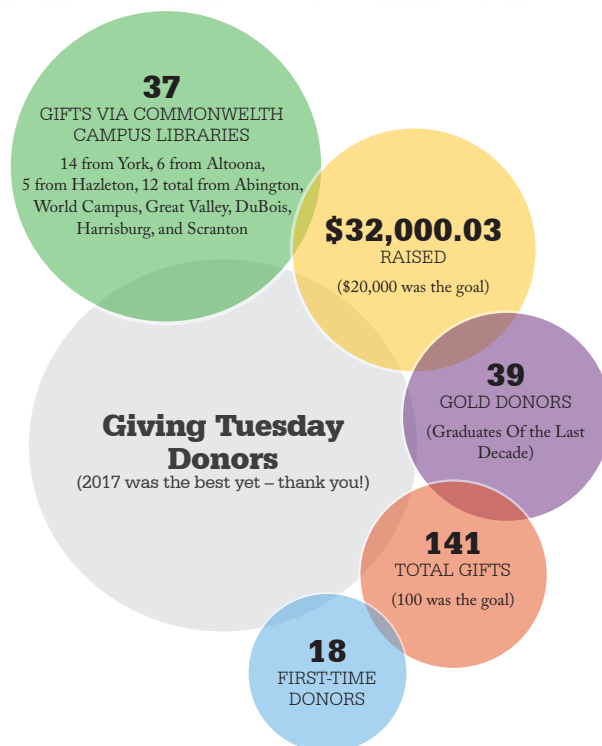 37
GIFTS VIA COMMONWELTH
CAMPUS LIBRARIES
14 from York, 6 from Altoona,
5 from Hazleton, 12 total from Abington,
World Campus, Great Valley, DuBois,
Harrisburg, and Scranton
$32,000.03
RAISED
($20,000 was the goal)
39
GOLD DONORS
(Graduates Of the Last
Decade)
Giving Tuesday
Donors
(2017 was the best yet – thank you!)
141
TOTAL GIFTS
(100 was the goal)
18
FIRST-TIME
DONORS